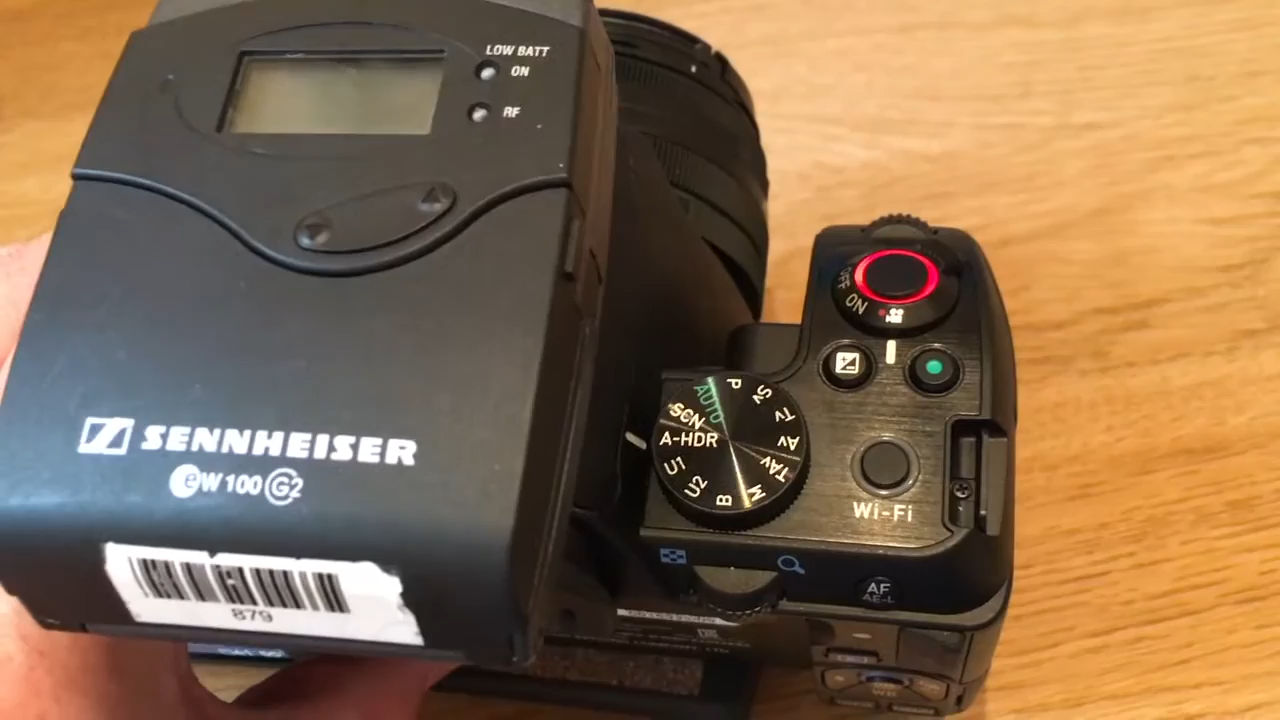 LOW BATT
ON
RF
SENNHEISER
ew 100 G2
879
OFF
ON
AUTO
P
Sv
Tv
Av
TAv
M
B
U2
U1
A-HDR
SCN
Wi-Fi
AF
AE-L